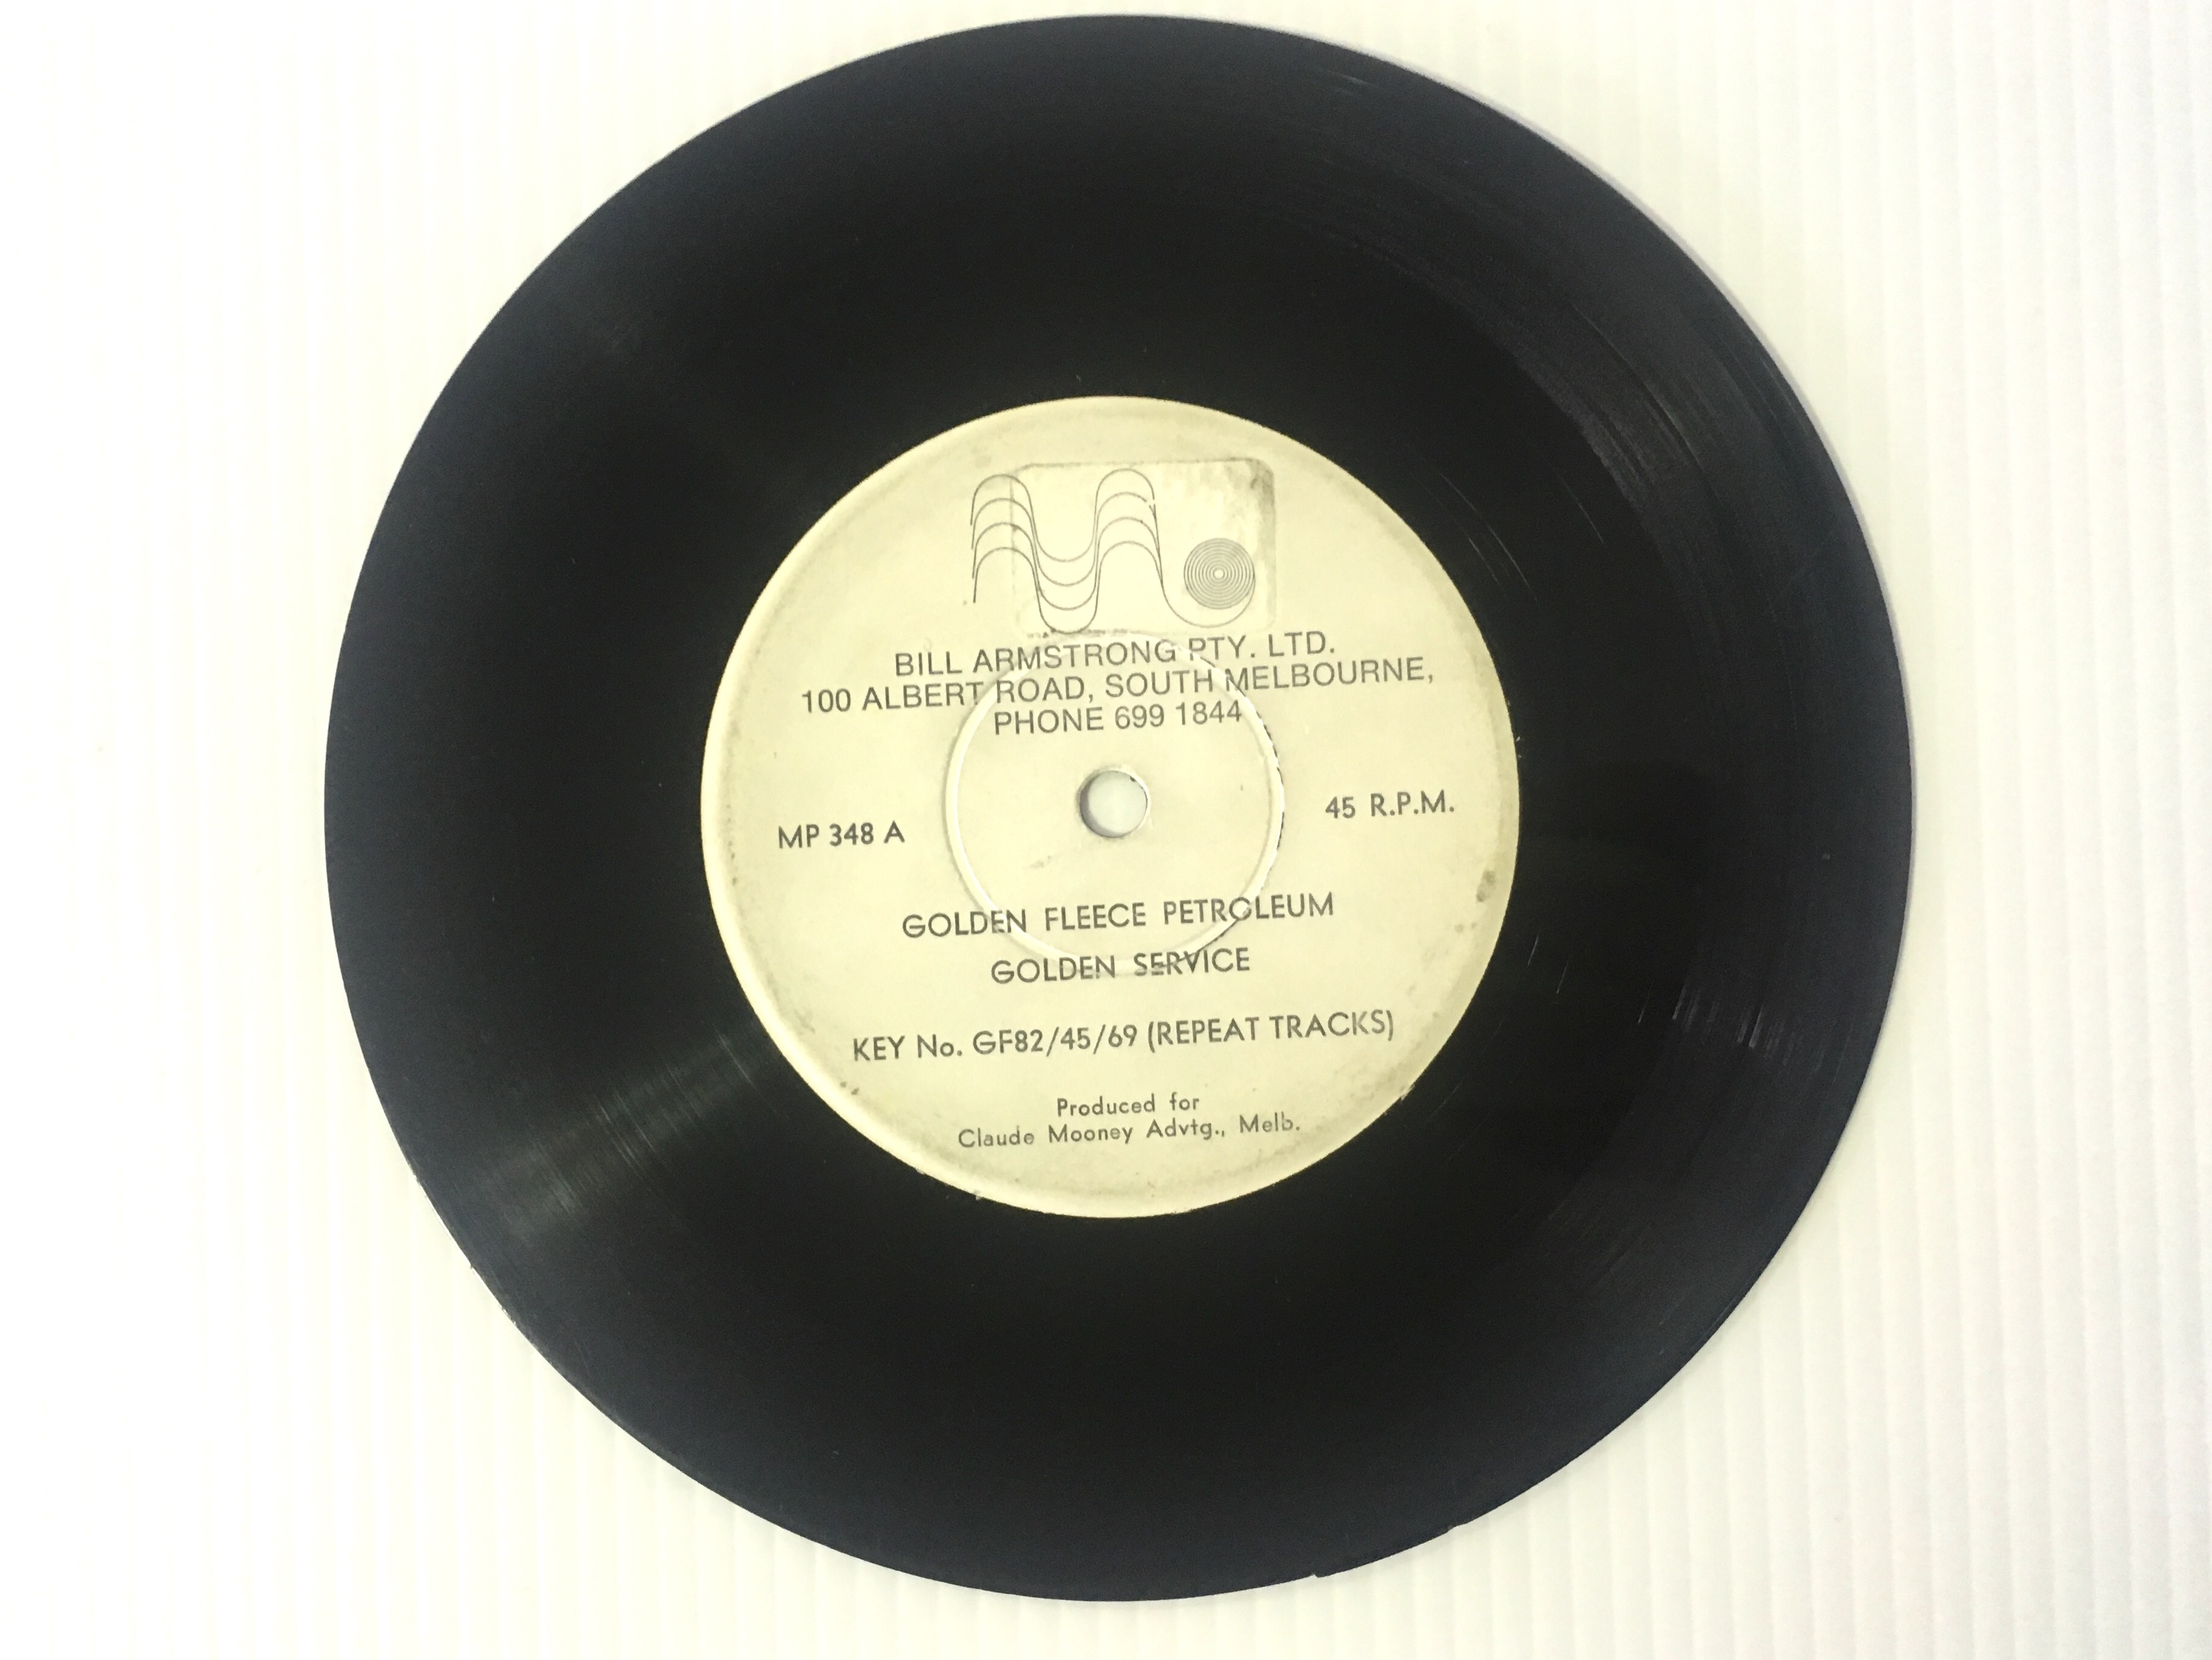 BILL ARMSTRONG PTY. LTD.
100 ALBERT ROAD, SOUTH MELBOURNE,
PHONE 699 1844
MP 348 A
45 R.P.M.
GOLDEN FLEECE PETROLEUM
GOLDEN SERVICE
KEY No. GF82/45/69 (REPEAT TRACKS)
Produced for
Claude Mooney Advtg., Melb.